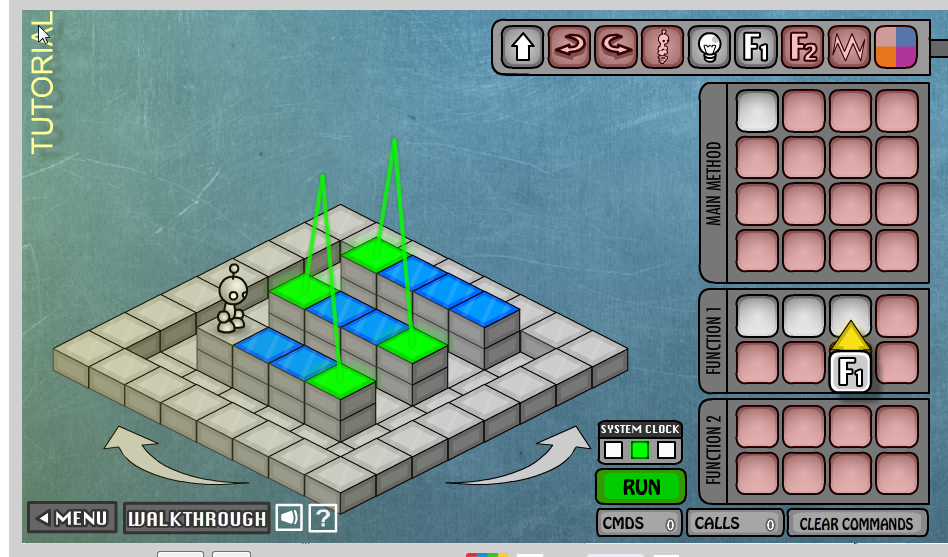 TUTORIAL
F1
F2
MAIN METHOD
FUNCTION 1
F1
FUNCTION 2
SYSTEM CLOCK
RUN
MENU
WALKTHROUGH
?
CMDS 0
CALLS 0
CLEAR COMMANDS